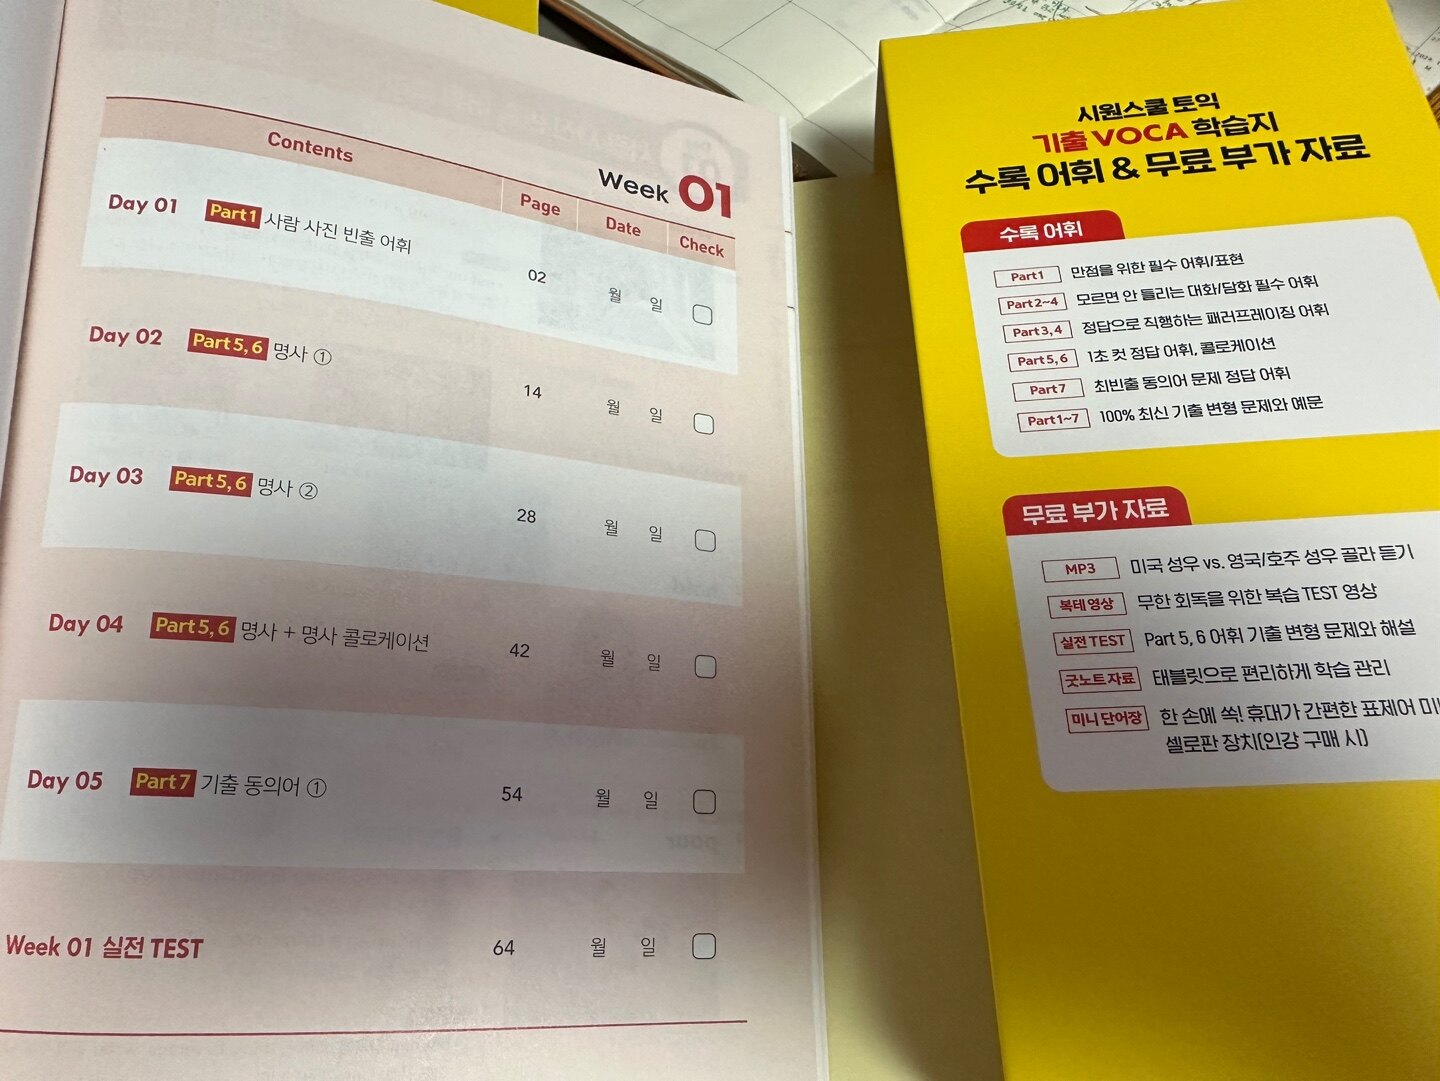 Contents
Week 01
Page
Date
Check
Day 01 Part1 사람 사진 빈출 어휘 02 월 일
Day 02 Part 5, 6 명사 ① 14 월 일
Day 03 Part 5, 6 명사 ② 28 월 일
Day 04 Part 5, 6 명사 + 명사 콜로케이션 42 월 일
Day 05 Part 7 기출 동의어 ① 54 월 일
Week 01 실전 TEST 64 월 일
시원스쿨 토익
기출 VOCA 학습지
수록 어휘 & 무료 부가 자료
수록 어휘
Part1 만점을 위한 필수 어휘/표현
Part2~4 모르면 안 들리는 대화/담화 필수 어휘
Part3, 4 정답으로 직행하는 패러프레이징 어휘
Part5, 6 1초 컷 정답 어휘, 콜로케이션
Part7 최빈출 동의어 문제 정답 어휘
Part1~7 100% 최신 기출 변형 문제와 예문
무료 부가 자료
MP3 미국 성우 vs. 영국/호주 성우 골라 듣기
복테 영상 무한 회독을 위한 복습 TEST 영상
실전 TEST Part 5, 6 어휘 기출 변형 문제와 해설
굿노트 자료 태블릿으로 편리하게 학습 관리
미니 단어장 한 손에 쏙! 휴대가 간편한 표제어
셀로판 장치(인강 구매 시)